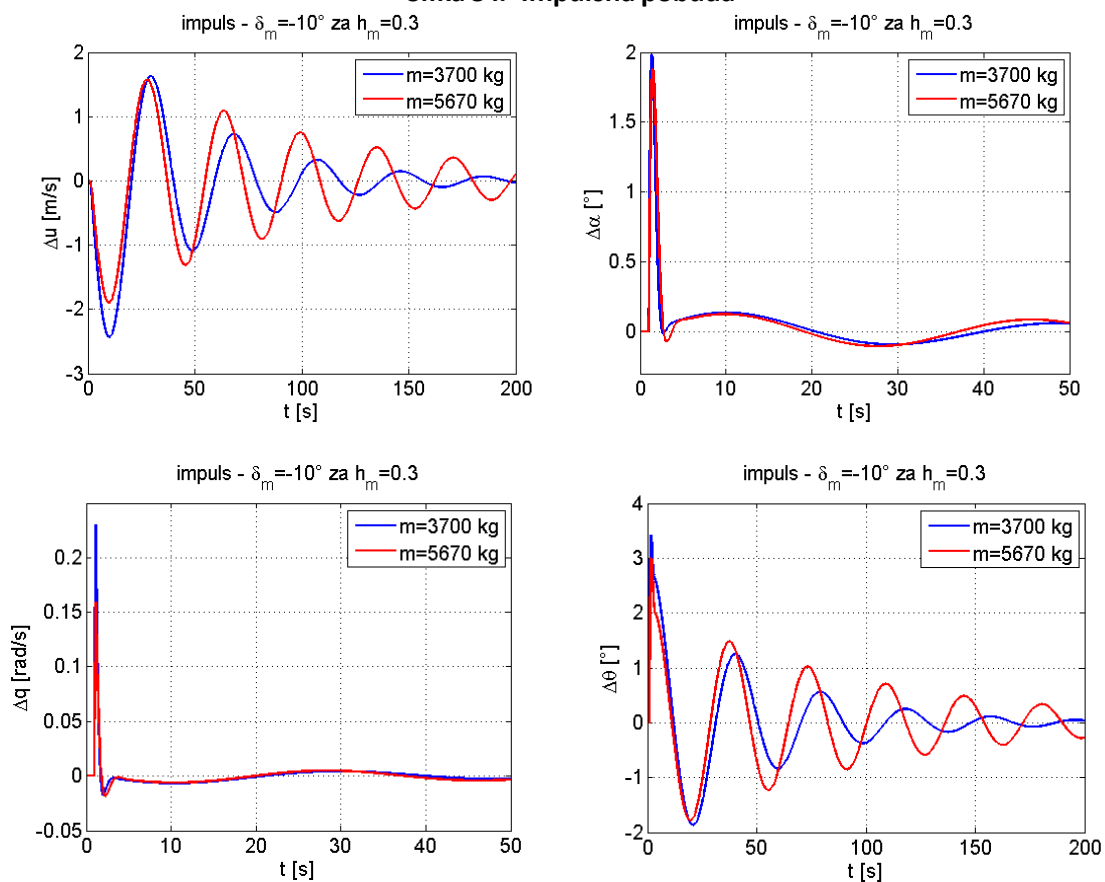 impuls - δm=-10° za hm=0.3
2
1
0
-1
-2
-3
0
50
100
150
200
Δu [m/s]
t [s]
m=3700 kg
m=5670 kg
impuls - δm=-10° za hm=0.3
2
1.5
1
0.5
0
0
10
20
30
40
50
Δα [°]
t [s]
m=3700 kg
m=5670 kg
impuls - δm=-10° za hm=0.3
0.2
0.15
0.1
0.05
0
-0.05
0
10
20
30
40
50
Δq [rad/s]
t [s]
m=3700 kg
m=5670 kg
impuls - δm=-10° za hm=0.3
4
3
2
1
0
-1
-2
0
50
100
150
200
Δθ [°]
t [s]
m=3700 kg
m=5670 kg